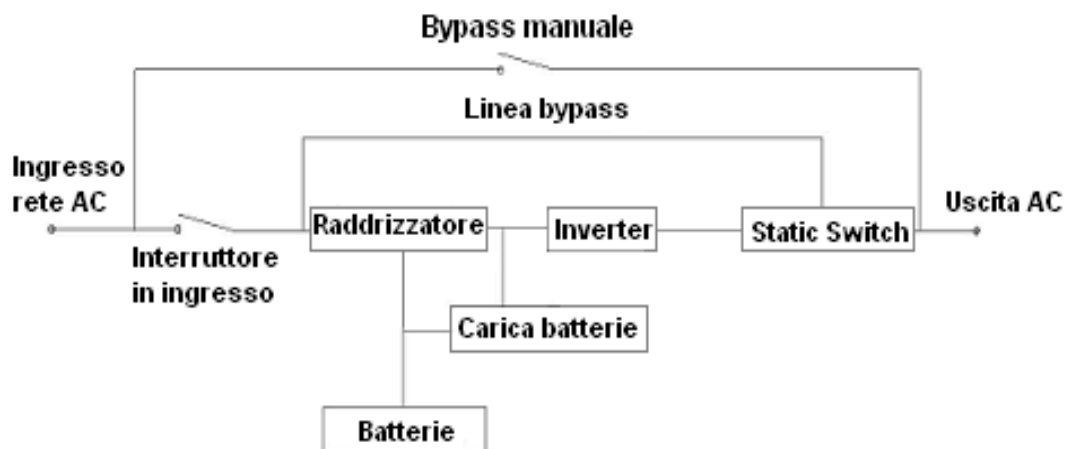 Bypass manuale
Linea bypass
Ingresso
rete AC
Uscita AC
Raddrizzatore
Inverter
Static Switch
Interruttore
in ingresso
Carica batterie
Batterie